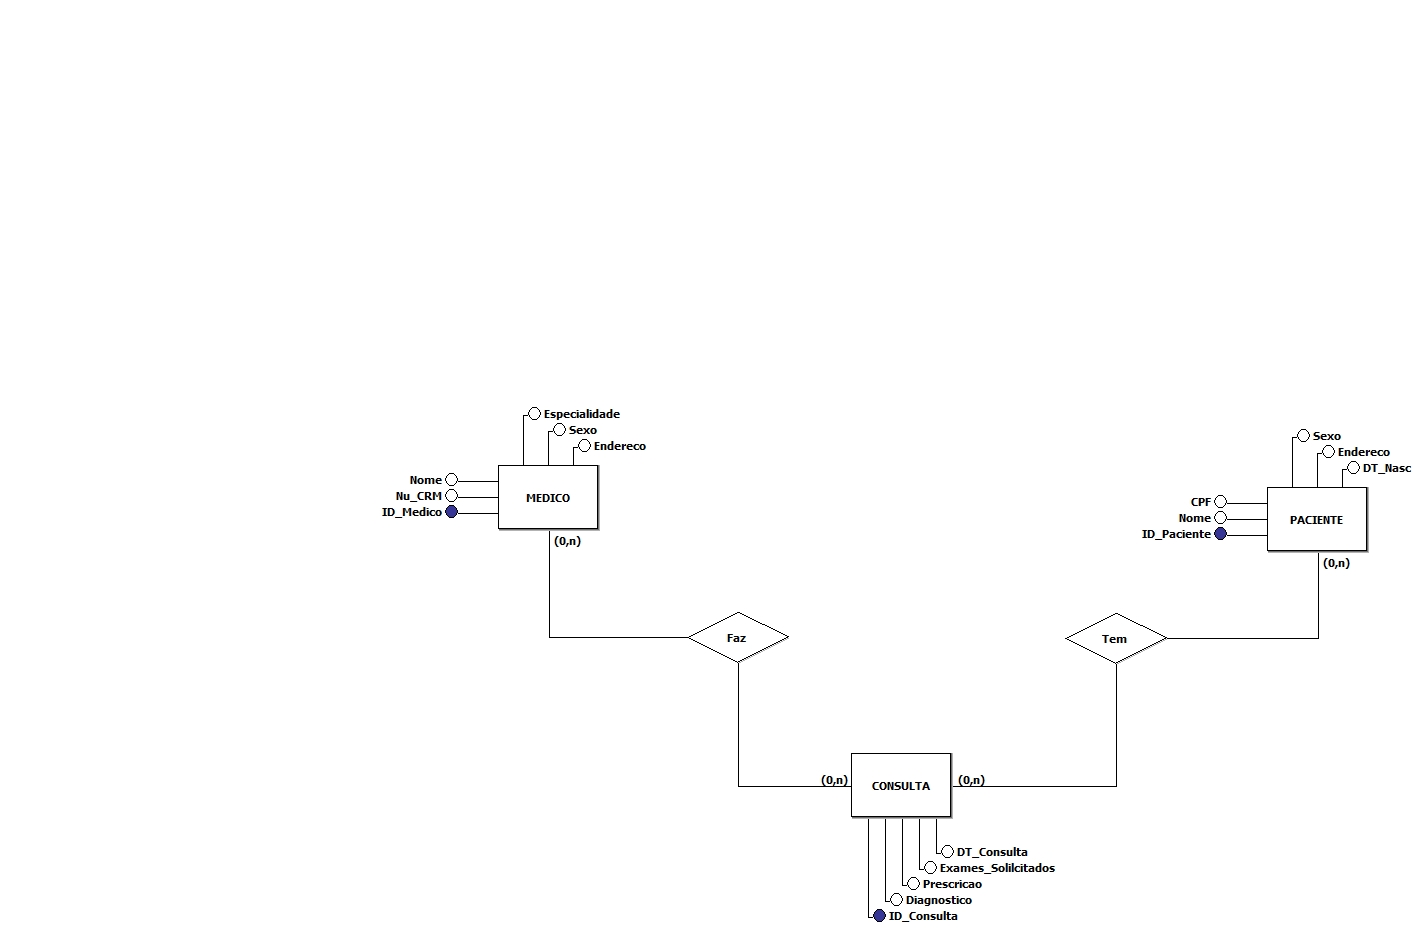 Especialidade
Sexo
Endereco
Nome
Nu_CRM
ID_Medico
MEDICO
(0,n)
Sexo
Endereco
DT_Nasc
CPF
Nome
ID_Paciente
PACIENTE
(0,n)
Faz
Tem
(0,n)
CONSULTA
(0,n)
DT_Consulta
Exames_Solilcitados
Prescricao
Diagnostico
ID_Consulta